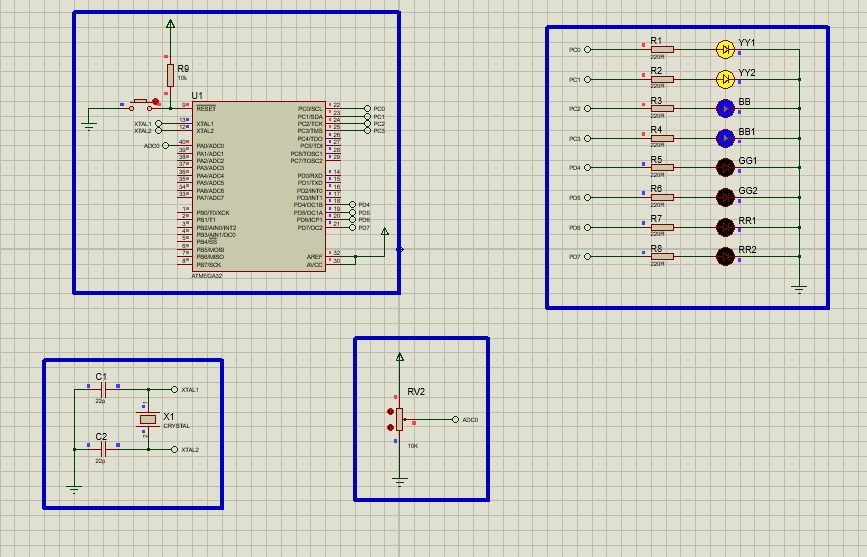 R9
10k
U1
9
RESET
13
XTAL1
12
XTAL2
XTAL1
XTAL2
ADC0
40
PA0/ADC0
39
PA1/ADC1
38
PA2/ADC2
37
PA3/ADC3
36
PA4/ADC4
35
PA5/ADC5
34
PA6/ADC6
33
PA7/ADC7
1
PB0/T0/XCK
2
PB1/T1
3
PB2/AIN0/INT2
4
PB3/AIN1/OC0
5
PB4/SS
6
PB5/MOSI
7
PB6/MISO
8
PB7/SCK
PC0/SCL
22
PC0
PC1/SDA
23
PC1
PC2/TCK
24
PC2
PC3/TMS
25
PC3
PC4/TDO
26
PC5/TDI
27
PC6/TOSC1
28
PC7/TOSC2
29
PD0/RXD
14
PD1/TXD
15
PD2/INT0
16
PD3/INT1
17
PD4/OC1B
18
PD4
PD5/OC1A
19
PD5
PD6/ICP1
20
PD6
PD7/OC2
21
PD7
AREF
32
AVCC
30
ATMEGA32
PC0
R1
220R
YY1
PC1
R2
220R
YY2
PC2
R3
220R
BB
PC3
R4
220R
BB1
PD4
R5
220R
GG1
PD5
R6
220R
GG2
PD6
R7
220R
RR1
PD7
R8
220R
RR2
C1
22p
XTAL1
1
X1
CRYSTAL
2
C2
22p
XTAL2
RV2
ADC0
10K